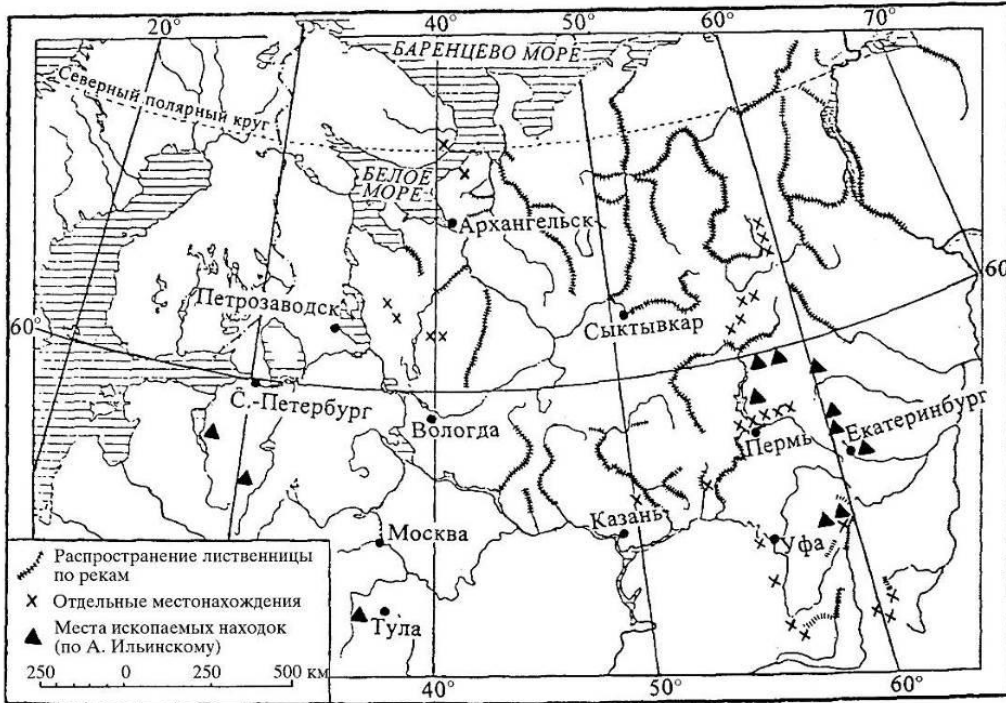 20°
40°
50°
60°
70°
БАРЕНЦЕВО МОРЕ
Северный полярный круг
БЕЛОЕ
МОРЕ
Архангельск
60°
Петрозаводск
Сыктывкар
60°
С.-Петербург
Вологда
Пермь
Екатеринбург
Москва
Казань
Уфа
Тула
Распространение лиственницы
по рекам
Отдельные местонахождения
Места ископаемых находок
(по А. Ильинскому)
250 0 250 500 км
40°
50°
60°